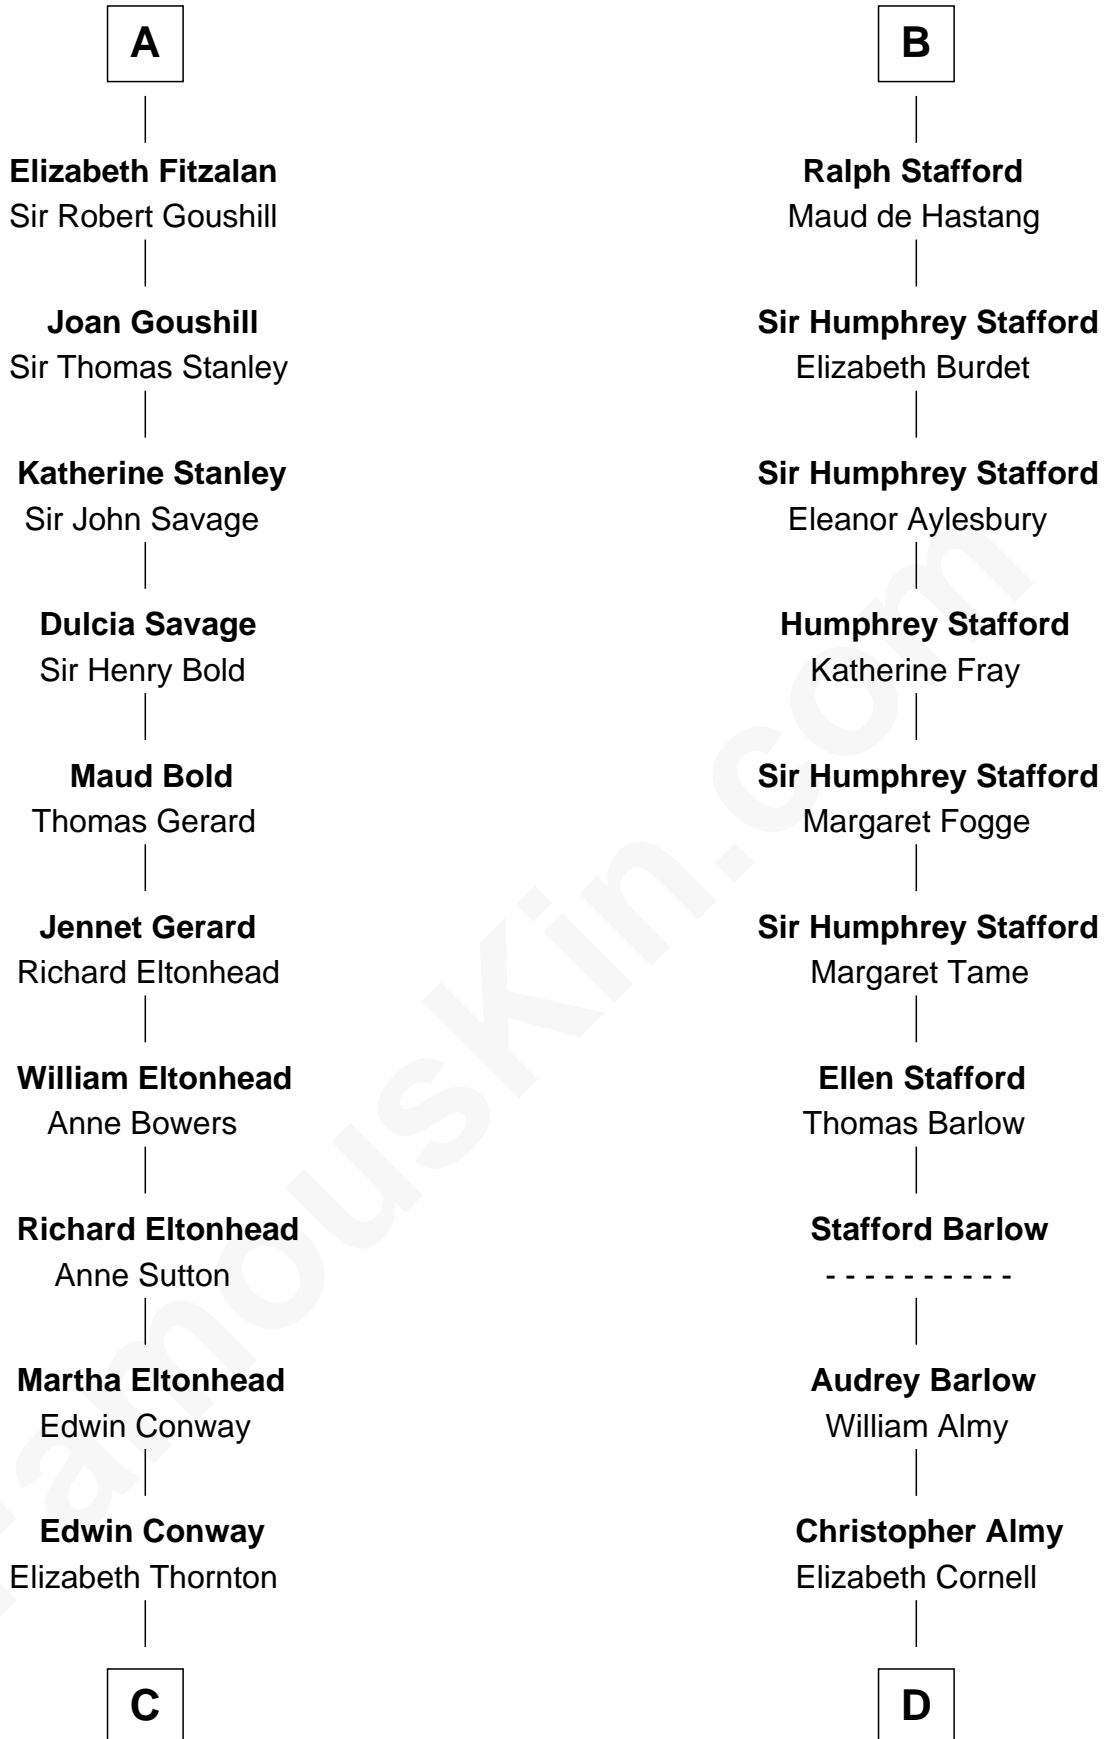 A
Elizabeth Fitzalan
Sir Robert Goushill
Joan Goushill
Sir Thomas Stanley
Katherine Stanley
Sir John Savage
Dulcia Savage
Sir Henry Bold
Maud Bold
Thomas Gerard
Jennet Gerard
Richard Eltonhead
William Eltonhead
Anne Bowers
Richard Eltonhead
Anne Sutton
Martha Eltonhead
Edwin Conway
Edwin Conway
Elizabeth Thornton
C
B
Ralph Stafford
Maud de Hastang
Sir Humphrey Stafford
Elizabeth Burdet
Sir Humphrey Stafford
Eleanor Aylesbury
Humphrey Stafford
Katherine Fray
Sir Humphrey Stafford
Margaret Fogge
Sir Humphrey Stafford
Margaret Tame
Ellen Stafford
Thomas Barlow
Stafford Barlow
- - - - - - - - - -
Audrey Barlow
William Almy
Christopher Almy
Elizabeth Cornell
D
FamousKin.com